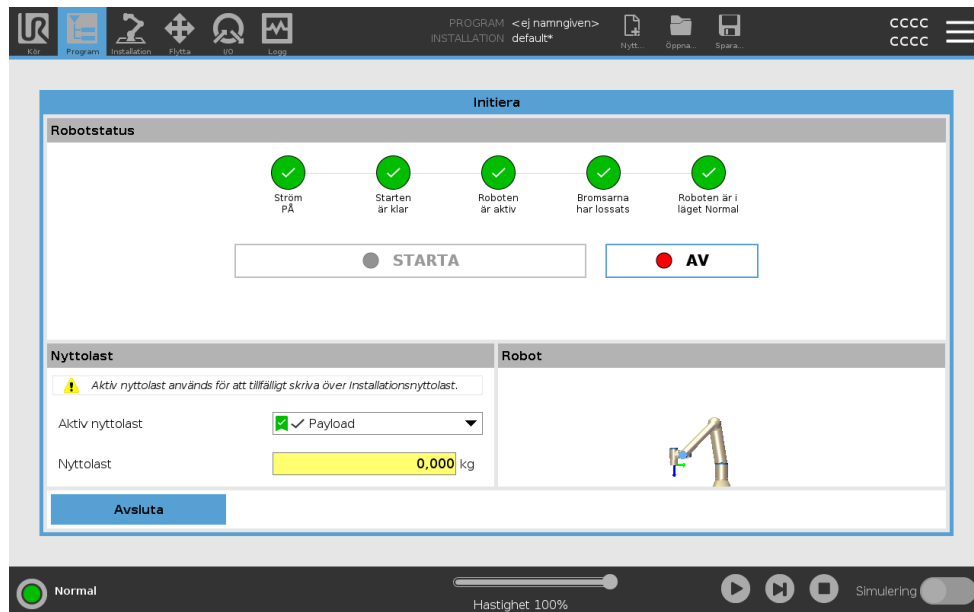 PROGRAM <ej namngiven>
INSTALLATION default*
CCCC
CCCC
Kör
Program
Installation
Flytta
I/O
Logg
Nytt...
Öppna...
Spara...
Initiera
Robotstatus
Ström
PÅ
Starten
är klar
Roboten
är aktiv
Bromsarna
har lossats
Roboten är i
läget Normal
STARTA
AV
Nyttolast
Aktiv nyttolast används för att tillfälligt skriva över Installationsnyttolast.
Aktiv nyttolast
Payload
Nyttolast
0,000 kg
Robot
Avsluta
Normal
Hastighet 100%
Simulering